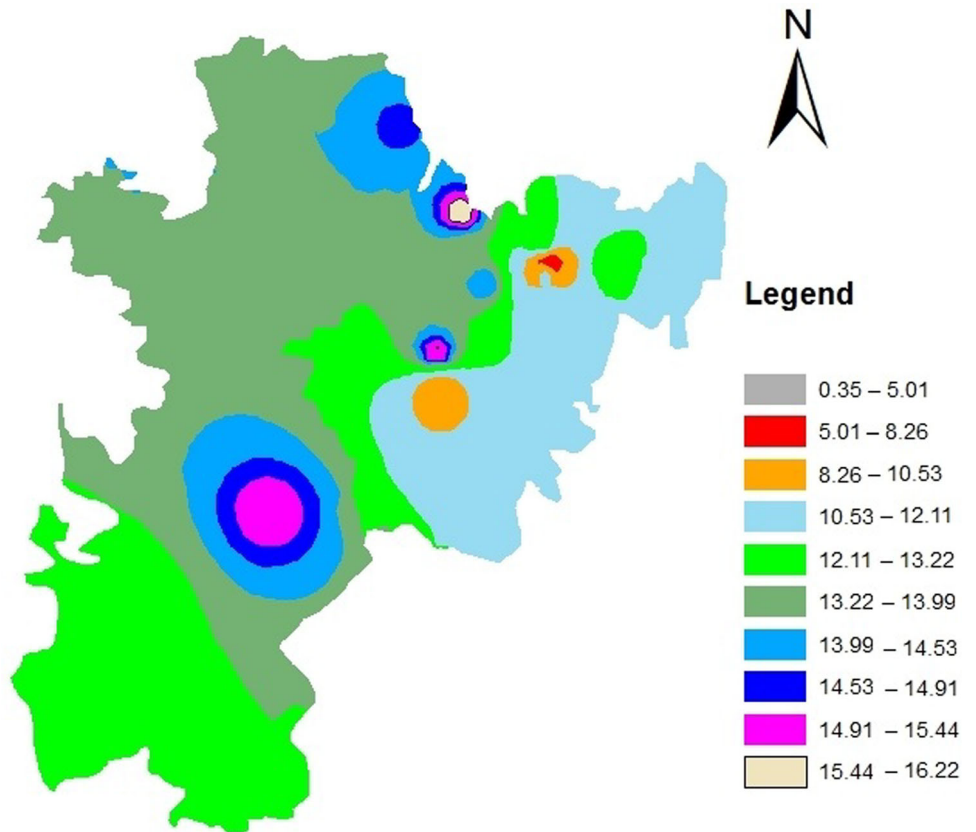 N
Legend
0.35 – 5.01
5.01 – 8.26
8.26 – 10.53
10.53 – 12.11
12.11 – 13.22
13.22 – 13.99
13.99 – 14.53
14.53 – 14.91
14.91 – 15.44
15.44 – 16.22